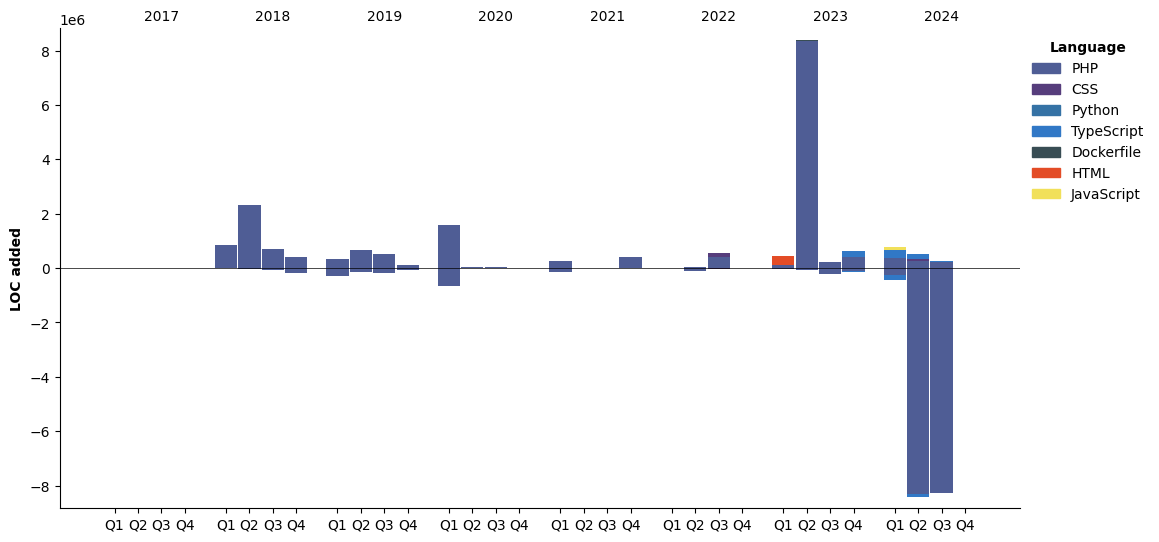 1e6
2017 2018 2019 2020 2021 2022 2023 2024
Language
PHP
CSS
Python
TypeScript
Dockerfile
HTML
JavaScript
LOC added
8
6
4
2
0
−2
−4
−6
−8
Q1 Q2 Q3 Q4 Q1 Q2 Q3 Q4 Q1 Q2 Q3 Q4 Q1 Q2 Q3 Q4 Q1 Q2 Q3 Q4 Q1 Q2 Q3 Q4 Q1 Q2 Q3 Q4 Q1 Q2 Q3 Q4